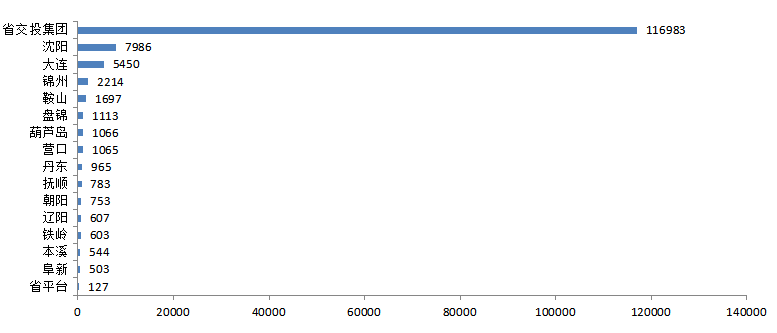 省交投集团 116983
沈阳 7986
大连 5450
锦州 2214
鞍山 1697
盘锦 1113
葫芦岛 1066
营口 1065
丹东 965
抚顺 783
朝阳 753
辽阳 607
铁岭 603
本溪 544
阜新 503
省平台 127
0 20000 40000 60000 80000 100000 120000 140000